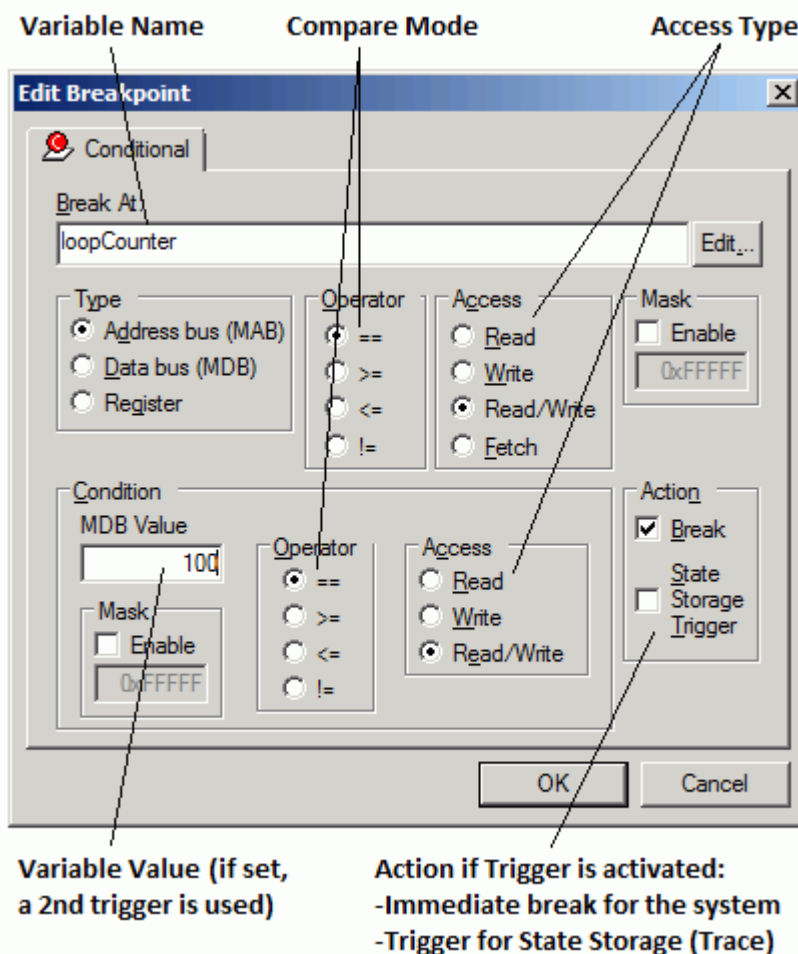 Variable Name Compare Mode Access Type
Edit Breakpoint
Conditional
Break At
loopCounter Edit...
Type Operator Access Mask
Address bus (MAB) == Read Enable
Data bus (MDB) >= Write 0xFFFFF
Register <= Read/Write
!= Fetch
Condition Action
MDB Value Break
100 Operator Access State
== Read Storage
Mask >= Write Trigger
Enable <= Read/Write
0xFFFFF !=
OK Cancel
Variable Value (if set, Action if Trigger is activated:
a 2nd trigger is used) -Immediate break for the system
-Trigger for State Storage (Trace)